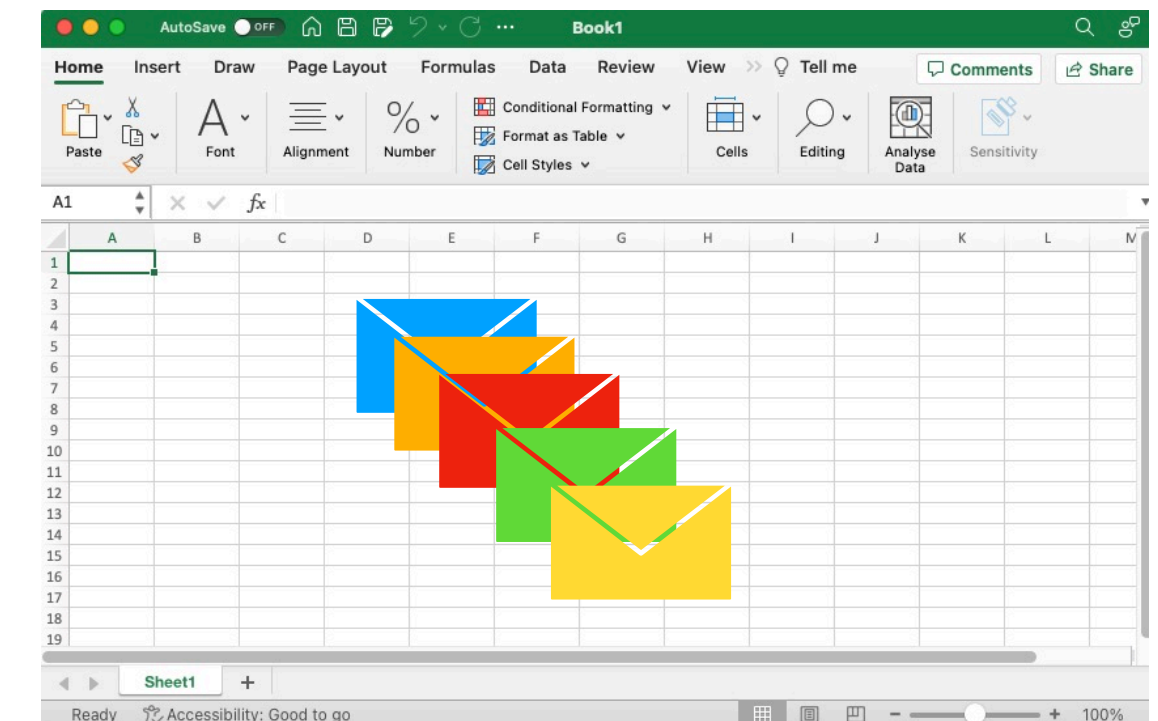 AutoSave OFF ... Book1
Home Insert Draw Page Layout Formulas Data Review View >> Tell me Comments Share
Paste Font Alignment % Number Conditional Formatting Format as Table Cell Styles Cells Editing Analyse Data Sensitivity
A1 fx
A B C D E F G H I J K L M
1
2
3
4
5
6
7
8
9
10
11
12
13
14
15
16
17
18
19
Sheet1 +
Ready Accessibility: Good to go - + 100%